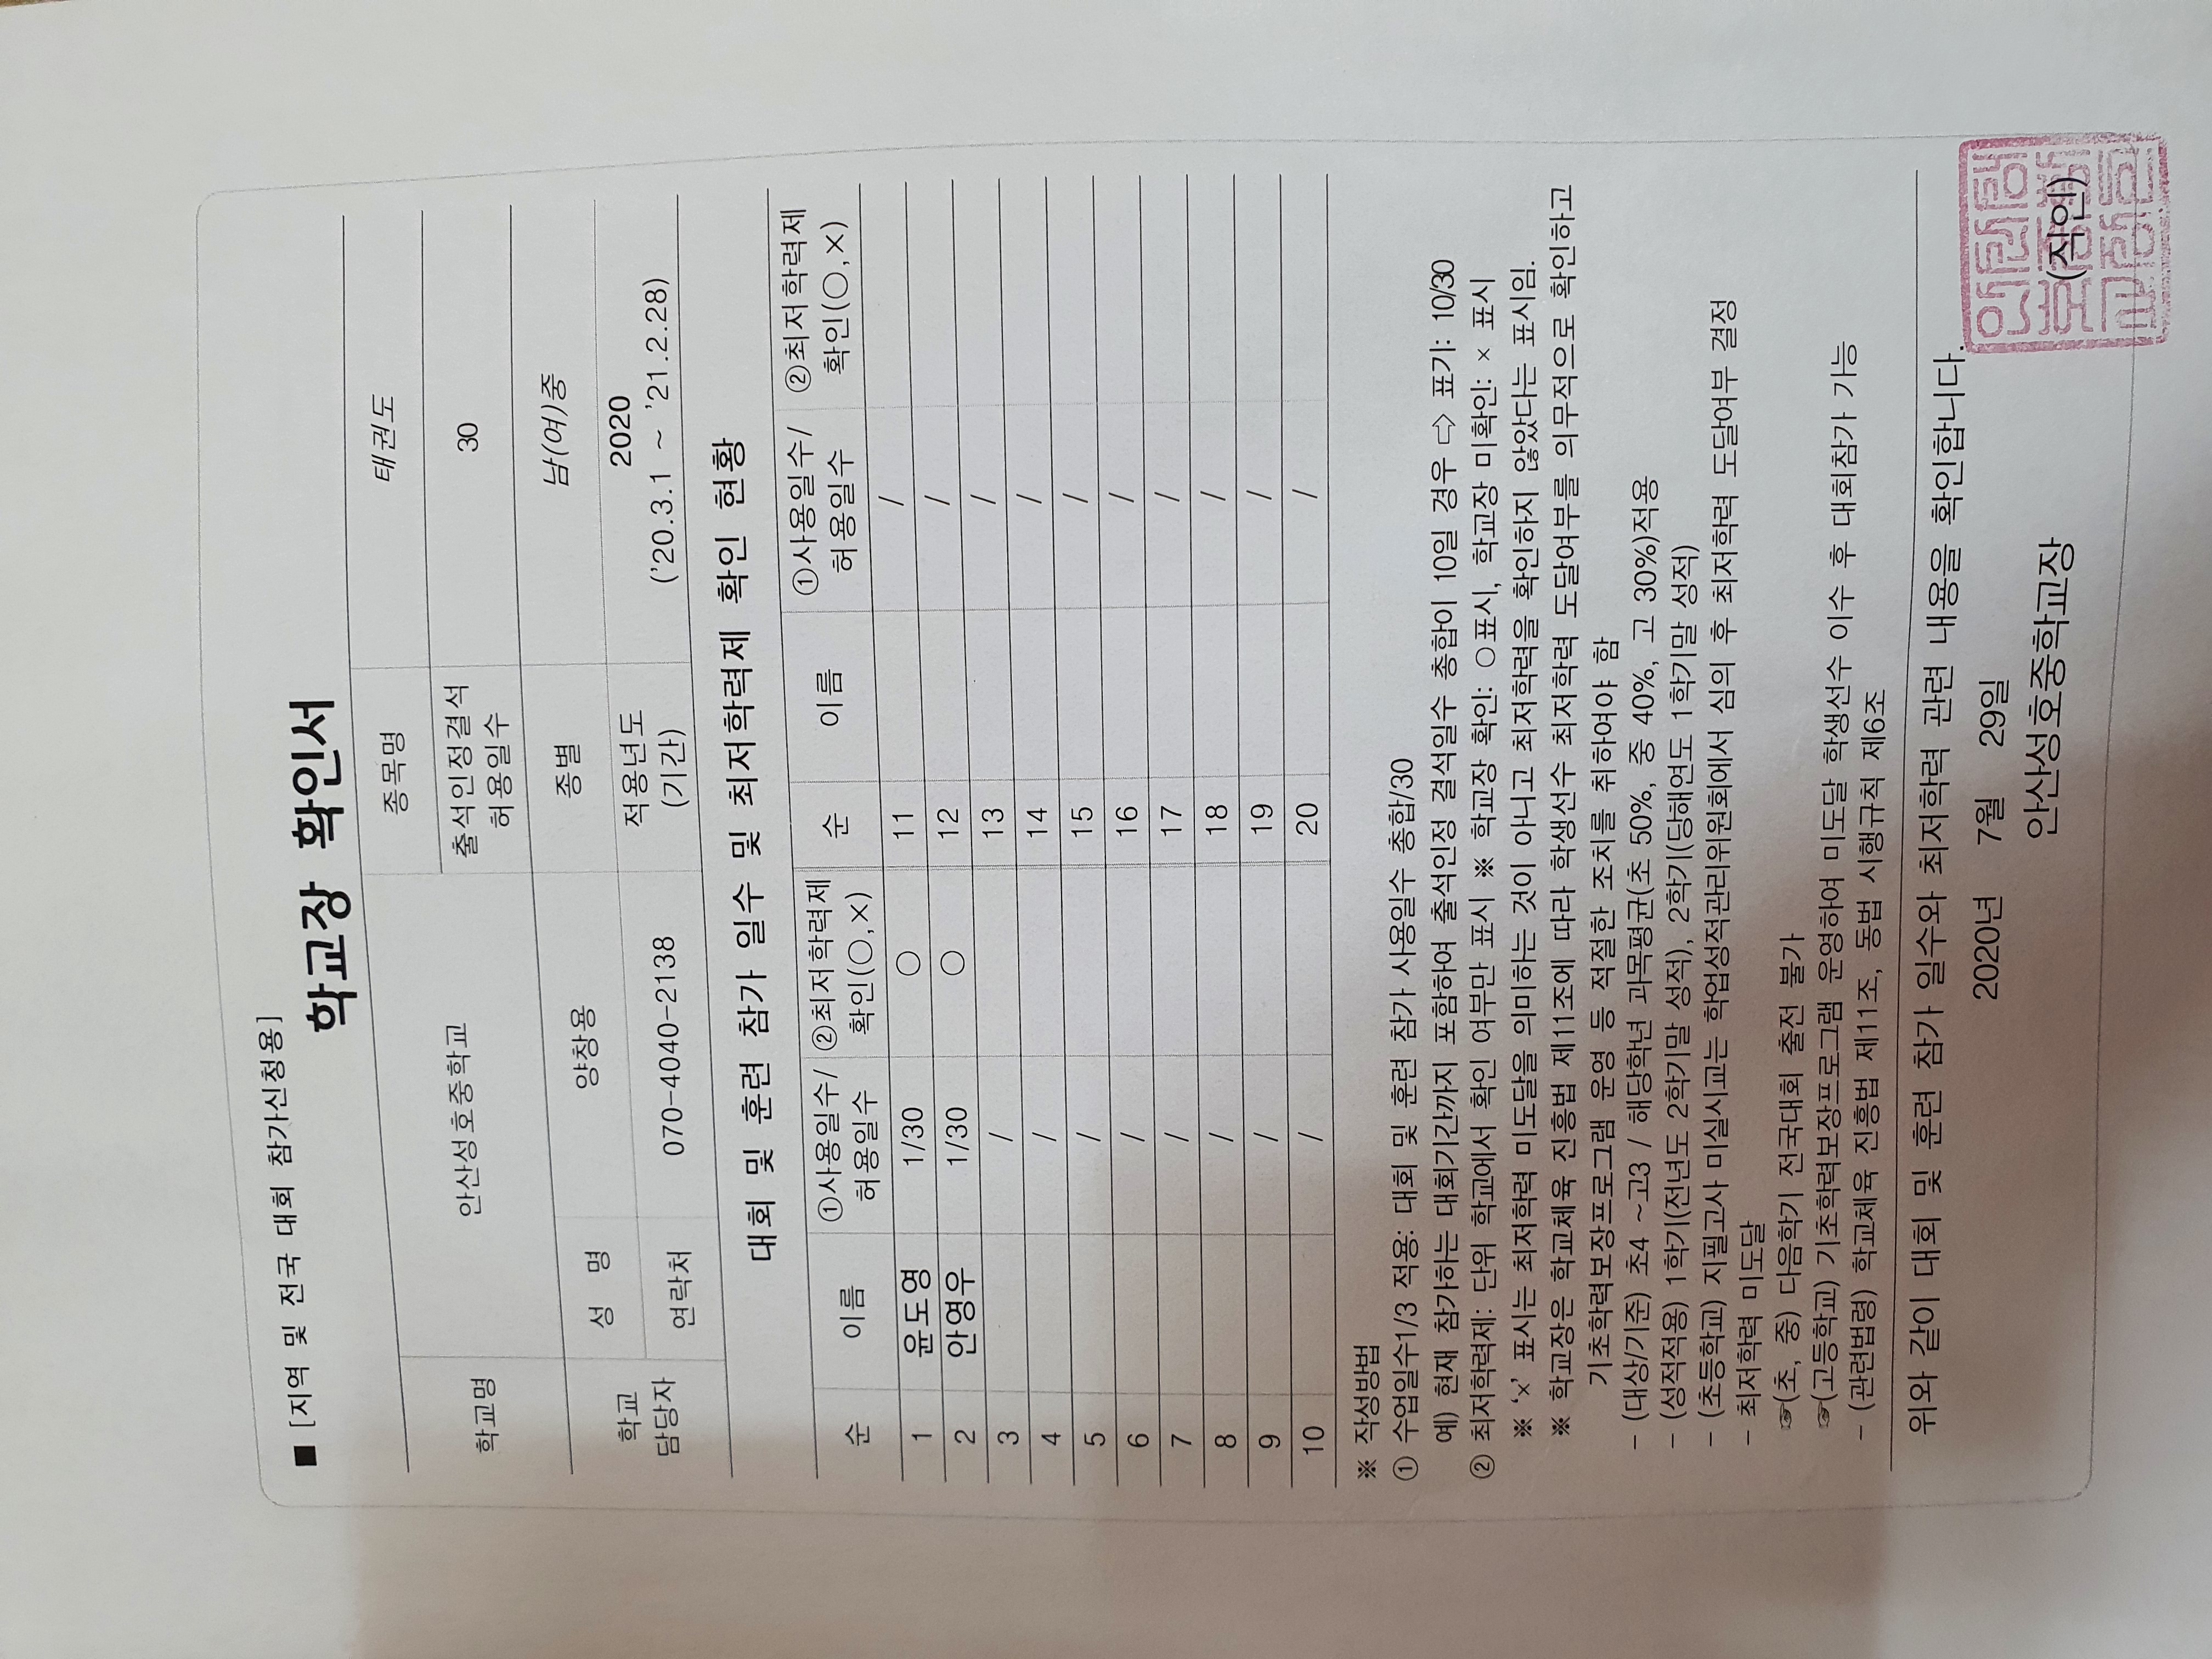 ■ [지역 및 전국 대회 참가신청용]
학교장 확인서
학교명 안산성호중학교 종목명 태권도
출석인정결석 허용일수 30
학교 담당자 성 명 양창용 종별 남(여)중
연락처 070-4040-2138 적용년도 (기간) 2020 ('20.3.1 ~ '21.2.28)
대회 및 훈련 참가 일수 및 최저학력제 확인 현황
순 이름 ①사용일수/허용일수 ②최저학력제 확인(○,×) 순 이름 ①사용일수/허용일수 ②최저학력제 확인(○,×)
1 윤도영 1/30 ○ 11 /
2 안영우 1/30 ○ 12 /
3 / 13 /
4 / 14 /
5 / 15 /
6 / 16 /
7 / 17 /
8 / 18 /
9 / 19 /
10 / 20 /
※ 작성방법
① 수업일수1/3 적용: 대회 및 훈련 참가 사용일수 총합/30
예) 현재 참가하는 대회기간까지 포함하여 출석인정 결석일수 총합이 10일 경우 ⇨ 표기: 10/30
② 최저학력제: 단위 학교에서 확인 여부만 표시 ※ 학교장 확인: ○표시, 학교장 미확인: × 표시
※ '×' 표시는 최저학력 미도달을 의미하는 것이 아니고 최저학력을 확인하지 않았다는 표시임.
※ 학교장은 학교체육 진흥법 제11조에 따라 학생선수 최저학력 도달여부를 의무적으로 확인하고
기초학력보장프로그램 운영 등 적절한 조치를 취하여야 함
- (대상/기준) 초4 ~고3 / 해당학년 과목평균(초 50%, 중 40%, 고 30%)적용
- (성적적용) 1학기(전년도 2학기말 성적), 2학기(당해연도 1학기말 성적)
- (초등학교) 지필고사 미실시교는 학업성적관리위원회에서 심의 후 최저학력 도달여부 결정
- 최저학력 미도달
☞(초, 중) 다음학기 전국대회 출전 불가
☞(고등학교) 기초학력보장프로그램 운영하여 미도달 학생선수 이수 후 대회참가 가능
- (관련법령) 학교체육 진흥법 제11조, 동법 시행규칙 제6조
위와 같이 대회 및 훈련 참가 일수와 최저학력 관련 내용을 확인합니다.
2020년 7월 29일
안산성호중학교장 (직인)